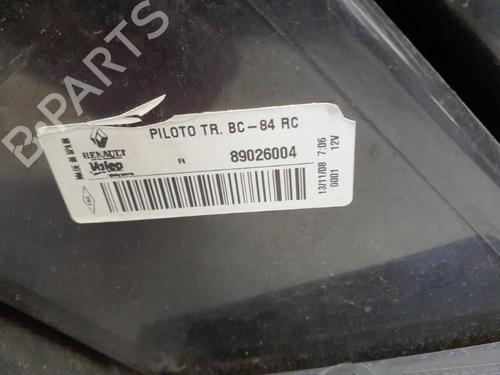 B-PARTS
MADE IN SPAIN
PILOTO TR. BC-84 RC
RENAULT
Valeo
R 89026004
13/11/08 7:06
0001 12V